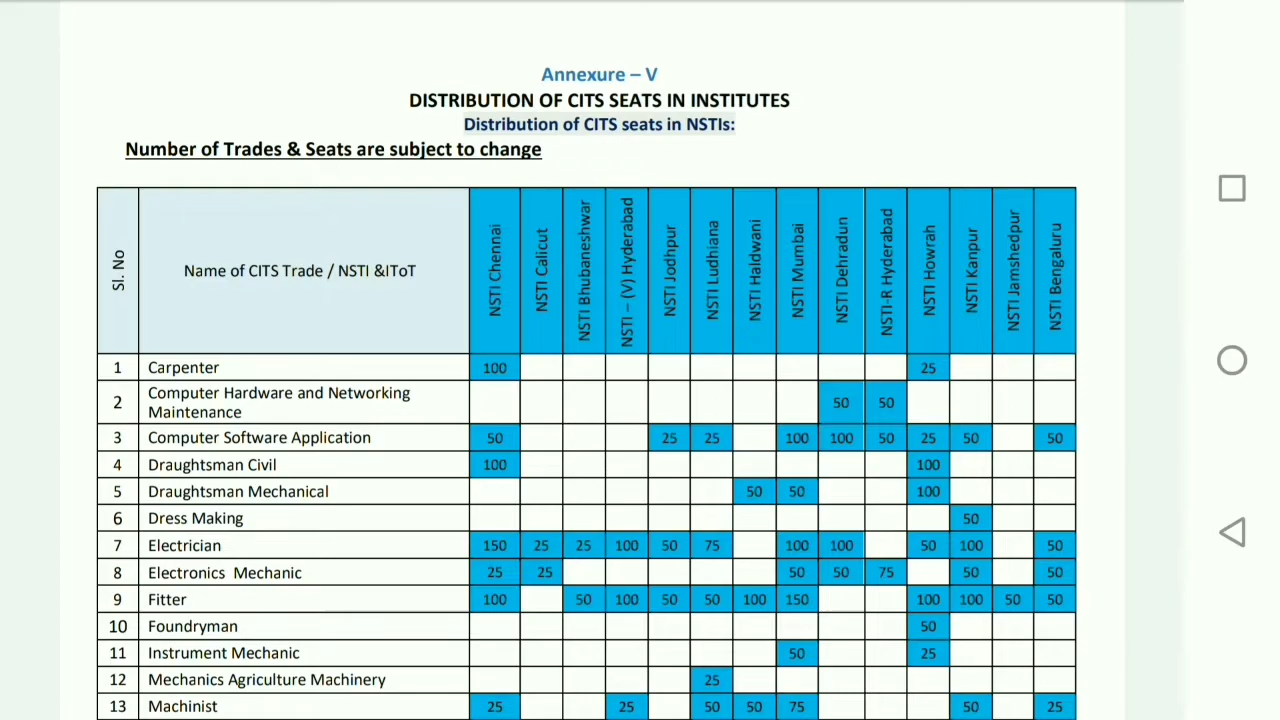 Annexure – V
DISTRIBUTION OF CITS SEATS IN INSTITUTES
Distribution of CITS seats in NSTIs:
Number of Trades & Seats are subject to change
Sl. No Name of CITS Trade / NSTI &IToT NSTI Chennai NSTI Calicut NSTI Bhubaneshwar NSTI – (V) Hyderabad NSTI Jodhpur NSTI Ludhiana NSTI Haldwani NSTI Mumbai NSTI Dehradun NSTI-R Hyderabad NSTI Howrah NSTI Kanpur NSTI Jamshedpur NSTI Bengaluru
1 Carpenter 100 25
2 Computer Hardware and Networking
Maintenance 50 50
3 Computer Software Application 50 25 25 100 100 50 25 50 50
4 Draughtsman Civil 100 100
5 Draughtsman Mechanical 50 50 100
6 Dress Making 50
7 Electrician 150 25 25 100 50 75 100 100 50 100 50
8 Electronics Mechanic 25 25 50 50 75 50 50
9 Fitter 100 50 100 50 50 100 150 100 100 50 50
10 Foundryman 50
11 Instrument Mechanic 50 25
12 Mechanics Agriculture Machinery 25
13 Machinist 25 25 50 50 75 50 25